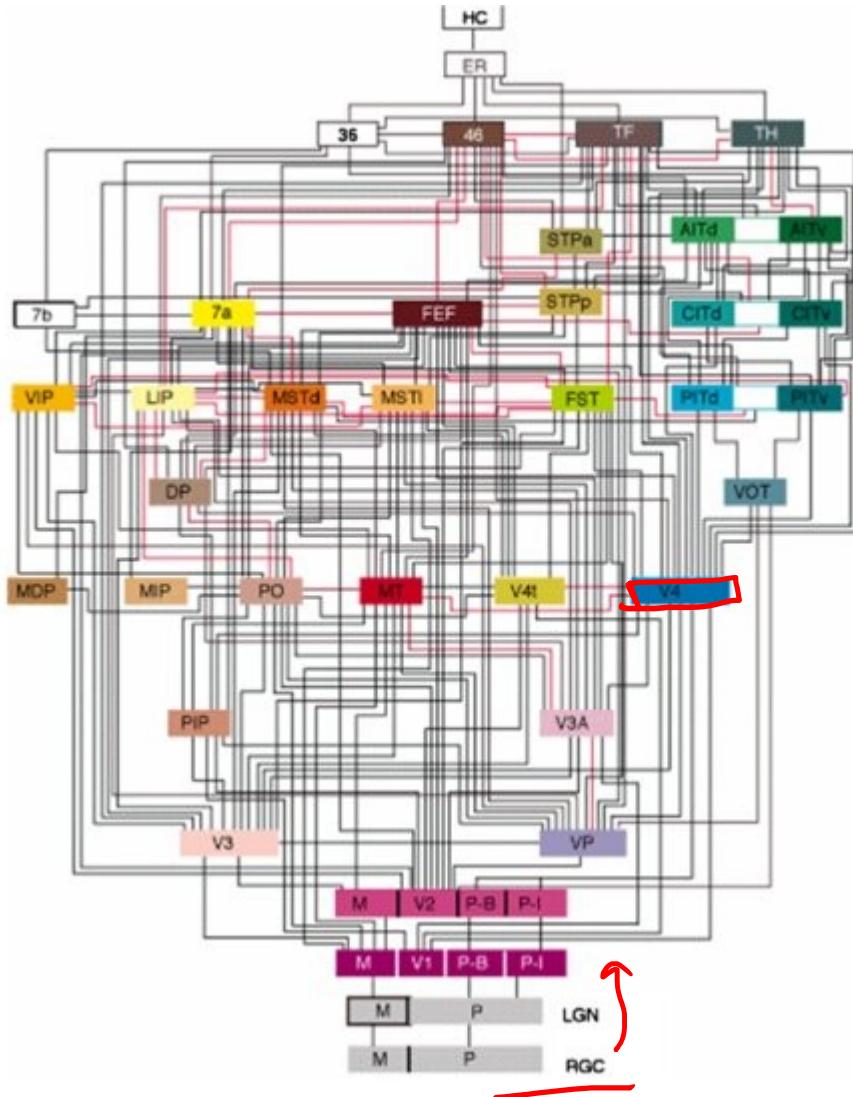 HC
ER
36 46 TF TH
STPa AITd AITv
7b 7a FEF STPp CITd CITv
VIP LIP MSTd MSTl FST PITd PITv
DP VOT
MDP MIP PO MT V4t V4
PIP V3A
V3 VP
M V2 P-B P-I
M V1 P-B P-I
M P LGN
M P RGC